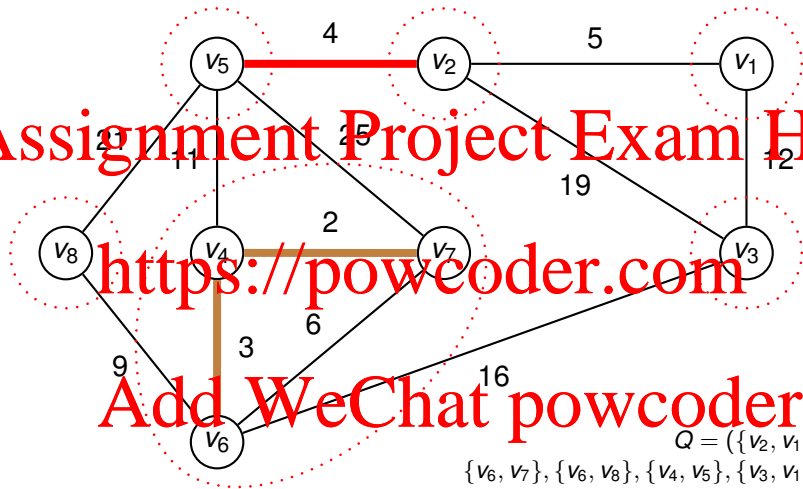 4
5
v5
v2
v1
21
11
25
12
Assignment Project Exam H
19
2
v8
v4
v7
v3
https://powcoder.com
6
3
9
16
Add WeChat powcoder
v6
Q = ({v2, v1
{v6, v7}, {v6, v8}, {v4, v5}, {v3, v1